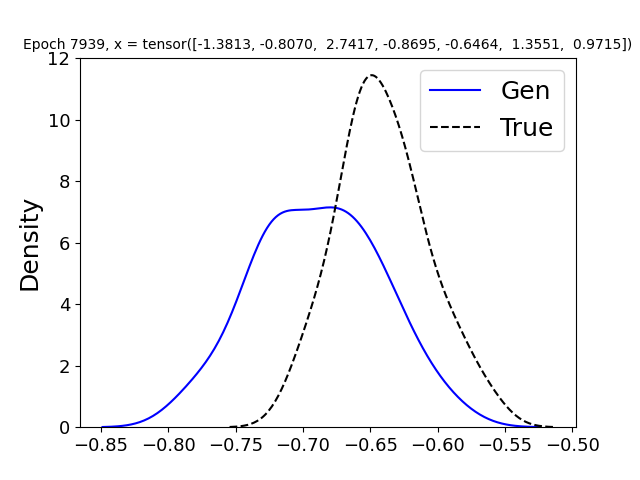 Epoch 7939, x = tensor([-1.3813, -0.8070,  2.7417, -0.8695, -0.6464,  1.3551,  0.9715])
Gen
True
Density
12
10
8
6
4
2
0
−0.85 −0.80 −0.75 −0.70 −0.65 −0.60 −0.55 −0.50